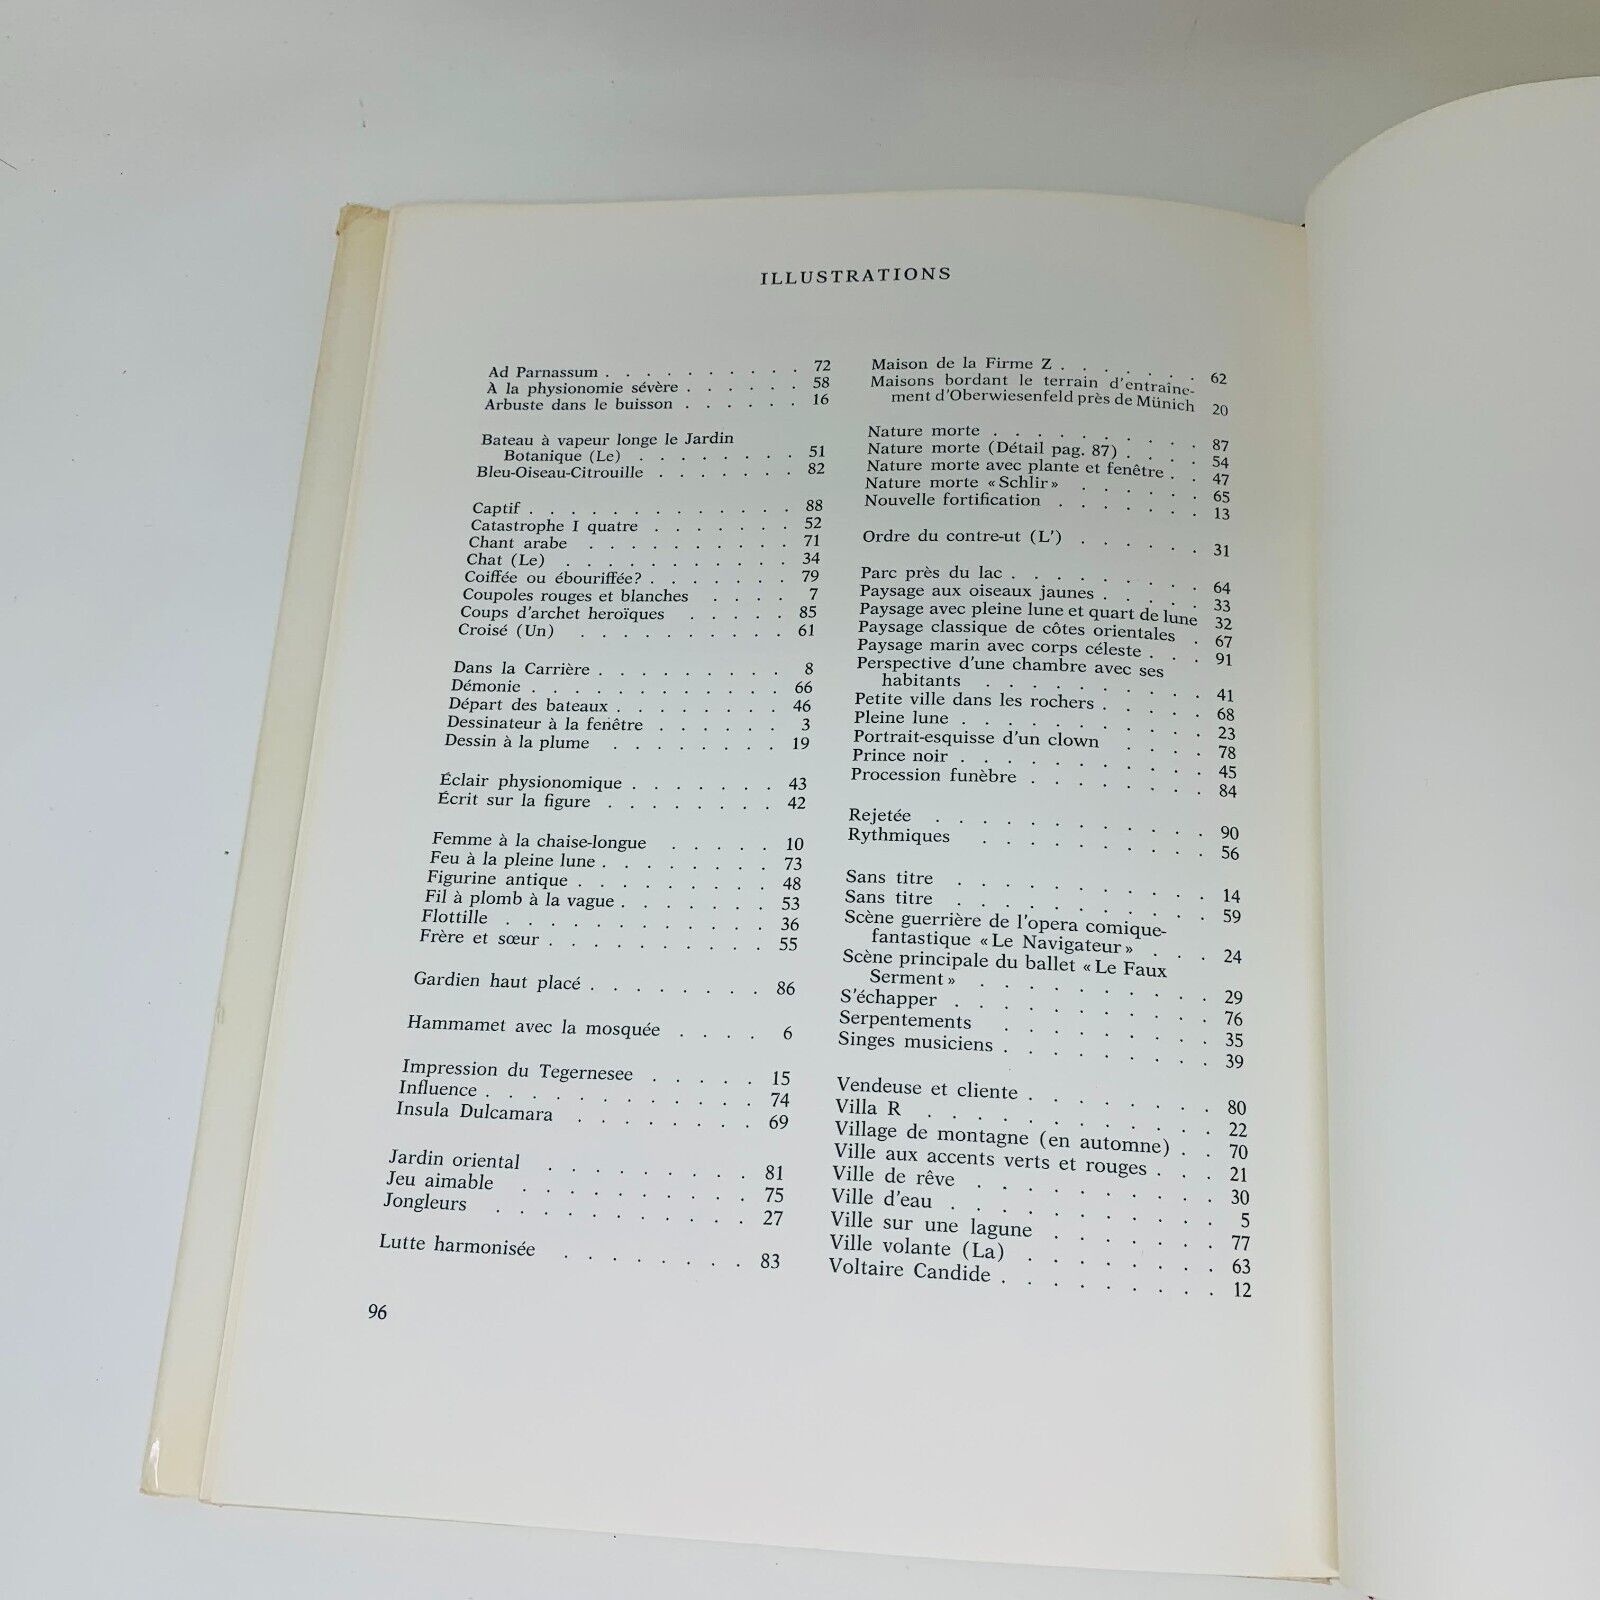 ILLUSTRATIONS
Ad Parnassum . . . . . . . . . . 72
À la physionomie sévère . . . . . . 58
Arbuste dans le buisson . . . . . . 16
Bateau à vapeur longe le Jardin
Botanique (Le) . . . . . . . . 51
Bleu-Oiseau-Citrouille . . . . . . . 82
Captif . . . . . . . . . . . . . 88
Catastrophe I quatre . . . . . . . 52
Chant arabe . . . . . . . . . . 71
Chat (Le) . . . . . . . . . . . 34
Coiffée ou ébouriffée? . . . . . . . 79
Coupoles rouges et blanches . . . . 7
Coups d'archet heroïques . . . . . 85
Croisé (Un) . . . . . . . . . . 61
Dans la Carrière . . . . . . . . . 8
Démonie . . . . . . . . . . . . 66
Départ des bateaux . . . . . . . . 46
Dessinateur à la fenêtre . . . . . . 3
Dessin à la plume . . . . . . . . 19
Éclair physionomique . . . . . . . 43
Écrit sur la figure . . . . . . . . 42
Femme à la chaise-longue . . . . . 10
Feu à la pleine lune . . . . . . . . 73
Figurine antique . . . . . . . . . 48
Fil à plomb à la vague . . . . . . . 53
Flottille . . . . . . . . . . . . 36
Frère et sœur . . . . . . . . . . 55
Gardien haut placé . . . . . . . . 86
Hammamet avec la mosquée . . . . 6
Impression du Tegernesee . . . . . 15
Influence . . . . . . . . . . . . 74
Insula Dulcamara . . . . . . . . 69
Jardin oriental . . . . . . . . . 81
Jeu aimable . . . . . . . . . . 75
Jongleurs . . . . . . . . . . . 27
Lutte harmonisée . . . . . . . . 83
96
Maison de la Firme Z . . . . . . . 62
Maisons bordant le terrain d'entraîne-
ment d'Oberwiesenfeld près de Münich 20
Nature morte . . . . . . . . . . 87
Nature morte (Détail pag. 87) . . . . 54
Nature morte avec plante et fenêtre . . 47
Nature morte «Schlir» . . . . . . 65
Nouvelle fortification . . . . . . . 13
Ordre du contre-ut (L') . . . . . . 31
Parc près du lac . . . . . . . . . 64
Paysage aux oiseaux jaunes . . . . . 33
Paysage avec pleine lune et quart de lune 32
Paysage classique de côtes orientales . 67
Paysage marin avec corps céleste . . . 91
Perspective d'une chambre avec ses
habitants . . . . . . . . . . 41
Petite ville dans les rochers . . . . . 68
Pleine lune . . . . . . . . . . . 23
Portrait-esquisse d'un clown . . . . 78
Prince noir . . . . . . . . . . . 45
Procession funèbre . . . . . . . . 84
Rejetée . . . . . . . . . . . . 90
Rythmiques . . . . . . . . . . 56
Sans titre . . . . . . . . . . . 14
Sans titre . . . . . . . . . . . 59
Scène guerrière de l'opera comique-
fantastique «Le Navigateur» . . . 24
Scène principale du ballet «Le Faux
Serment» . . . . . . . . . . 29
S'échapper . . . . . . . . . . . 76
Serpentements . . . . . . . . . 35
Singes musiciens . . . . . . . . . 39
Vendeuse et cliente . . . . . . . . 80
Villa R . . . . . . . . . . . . 22
Village de montagne (en automne) . . 70
Ville aux accents verts et rouges . . . 21
Ville de rêve . . . . . . . . . . 30
Ville d'eau . . . . . . . . . . . 5
Ville sur une lagune . . . . . . . 77
Ville volante (La) . . . . . . . . 63
Voltaire Candide . . . . . . . . . 12